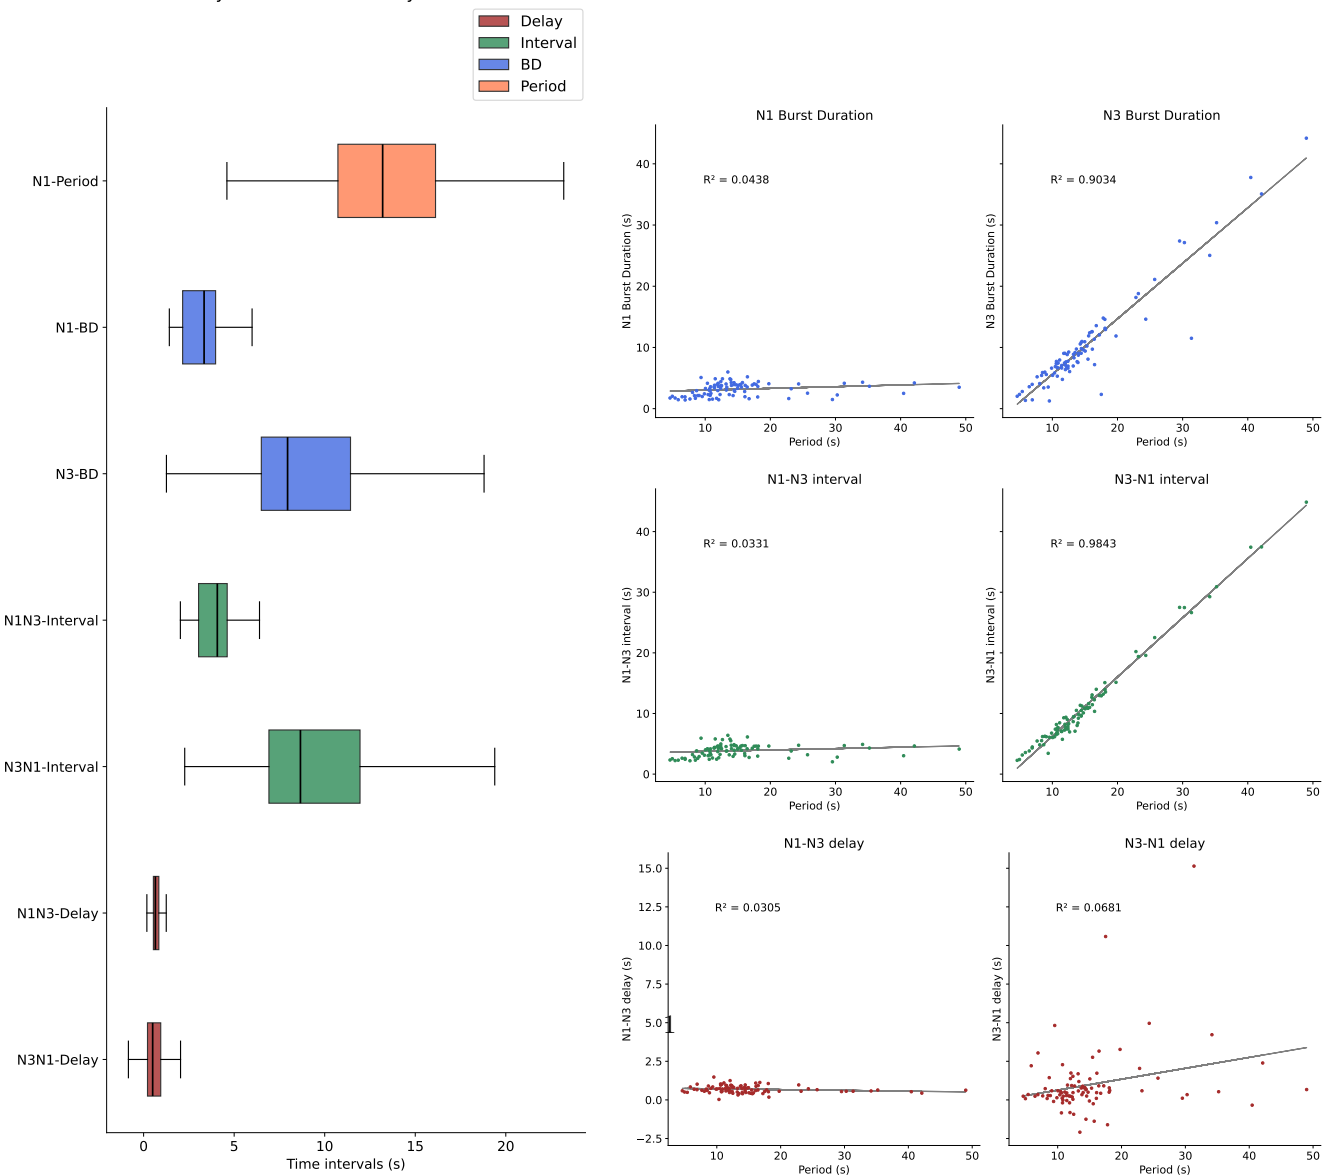 Delay
Interval
BD
Period
N1-Period
N1-BD
N3-BD
N1N3-Interval
N3N1-Interval
N1N3-Delay
N3N1-Delay
0 5 10 15 20
Time intervals (s)
N1 Burst Duration
R² = 0.0438
N1 Burst Duration (s)
40
30
20
10
0
10 20 30 40 50
Period (s)
N3 Burst Duration
R² = 0.9034
N3 Burst Duration (s)
10 20 30 40 50
Period (s)
N1-N3 interval
R² = 0.0331
N1-N3 interval (s)
40
30
20
10
0
10 20 30 40 50
Period (s)
N3-N1 interval
R² = 0.9843
N3-N1 interval (s)
10 20 30 40 50
Period (s)
N1-N3 delay
R² = 0.0305
N1-N3 delay (s)
15.0
12.5
10.0
7.5
5.0
2.5
0.0
−2.5
10 20 30 40 50
Period (s)
N3-N1 delay
R² = 0.0681
N3-N1 delay (s)
10 20 30 40 50
Period (s)